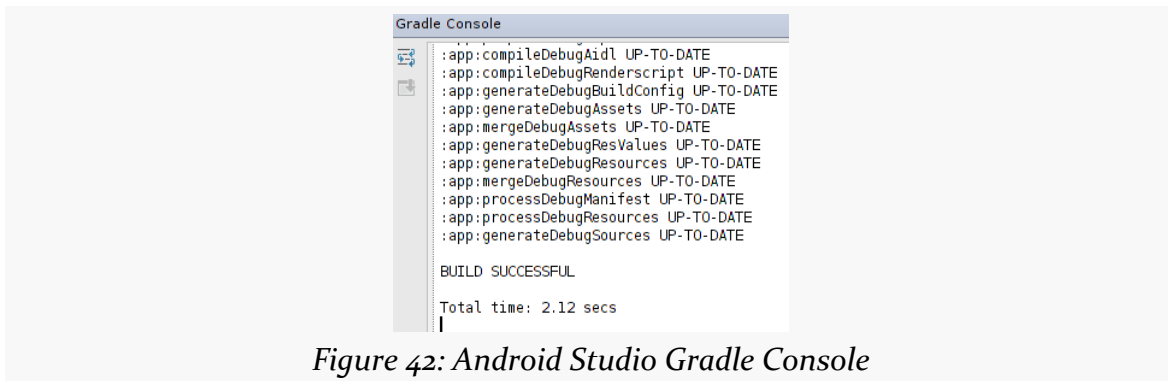 Gradle Console
:app:compileDebugAidl UP-TO-DATE
:app:compileDebugRenderscript UP-TO-DATE
:app:generateDebugBuildConfig UP-TO-DATE
:app:generateDebugAssets UP-TO-DATE
:app:mergeDebugAssets UP-TO-DATE
:app:generateDebugResValues UP-TO-DATE
:app:generateDebugResources UP-TO-DATE
:app:mergeDebugResources UP-TO-DATE
:app:processDebugManifest UP-TO-DATE
:app:processDebugResources UP-TO-DATE
:app:generateDebugSources UP-TO-DATE
BUILD SUCCESSFUL
Total time: 2.12 secs
Figure 42: Android Studio Gradle Console